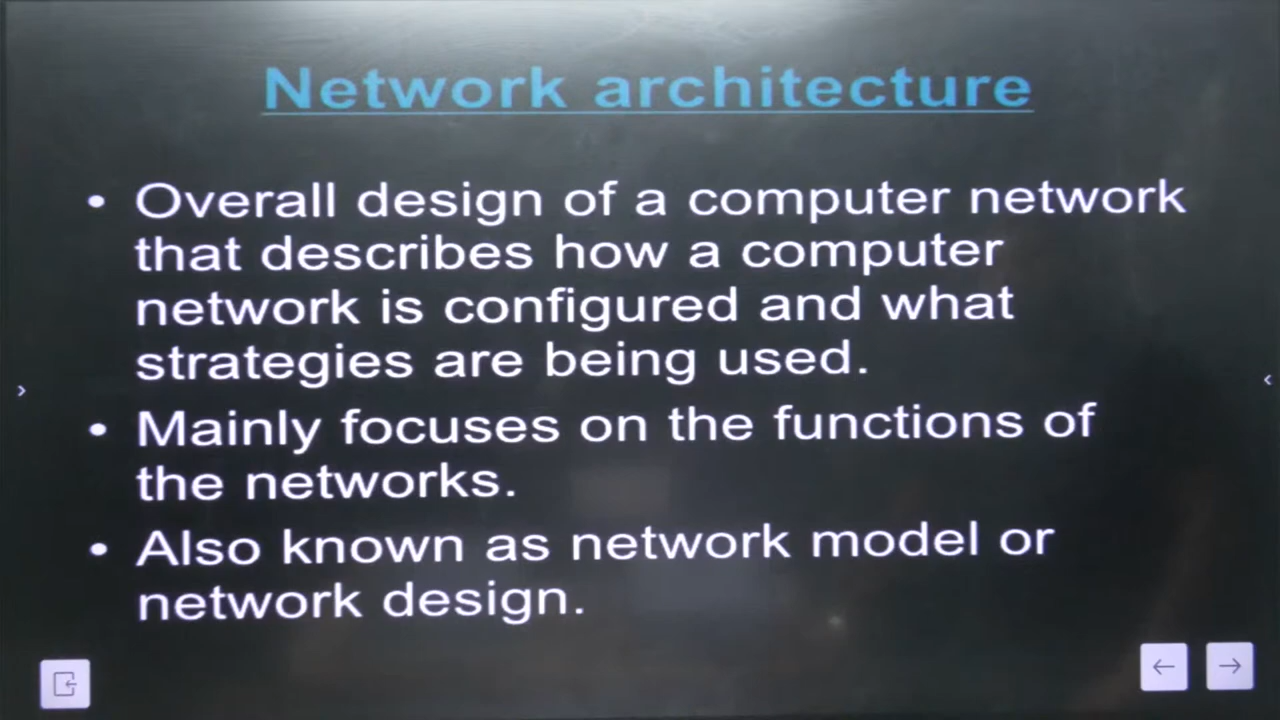 Network architecture
• Overall design of a computer network
that describes how a computer
network is configured and what
strategies are being used.
• Mainly focuses on the functions of
the networks.
• Also known as network model or
network design.